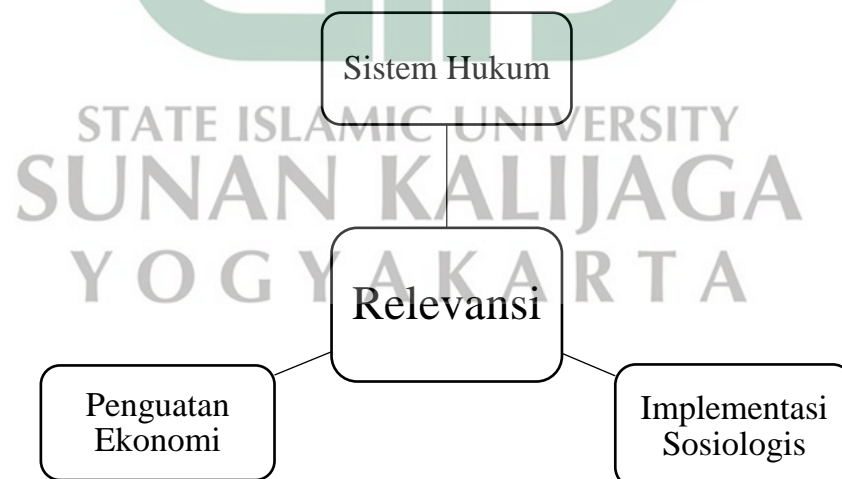 Sistem Hukum
STATE ISLAMIC UNIVERSITY
SUNAN KALIJAGA
YOGYAKARTA
Relevansi
Penguatan
Ekonomi
Implementasi
Sosiologis